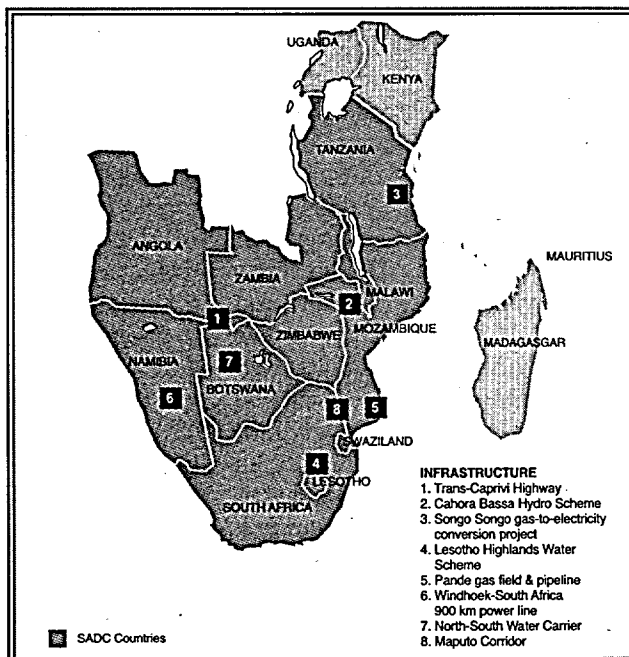 UGANDA
KENYA
TANZANIA
3
ANGOLA
MAURITIUS
ZAMBIA
MALAWI
2
1
MOZAMBIQUE
ZIMBABWE
MADAGASGAR
NAMIBIA
7
BOTSWANA
6
8
5
SWAZILAND
4
LESOTHO
SOUTH AFRICA
INFRASTRUCTURE
1. Trans-Caprivi Highway
2. Cahora Bassa Hydro Scheme
3. Songo Songo gas-to-electricity
conversion project
4. Lesotho Highlands Water
Scheme
5. Pande gas field & pipeline
6. Windhoek-South Africa
900 km power line
7. North-South Water Carrier
8. Maputo Corridor
SADC Countries